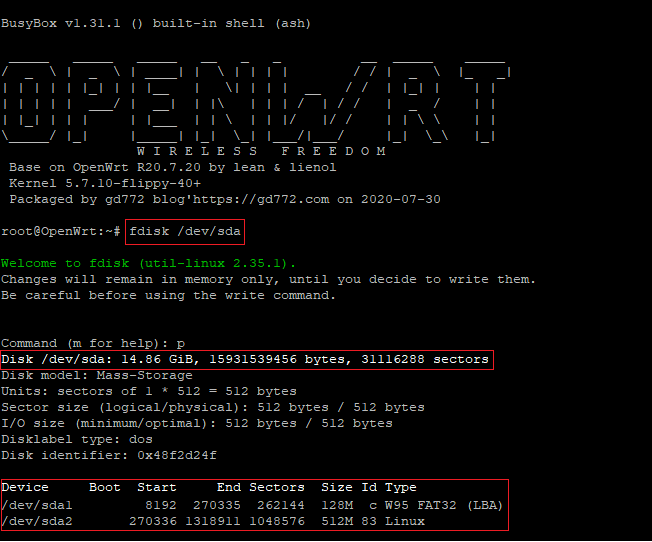 BusyBox v1.31.1 () built-in shell (ash)
OPENWRT
W I R E L E S S   F R E E D O M
Base on OpenWrt R20.7.20 by lean & lienol
Kernel 5.7.10-flippy-40+
Packaged by gd772 blog'https://gd772.com on 2020-07-30
root@OpenWrt:~# fdisk /dev/sda
Welcome to fdisk (util-linux 2.35.1).
Changes will remain in memory only, until you decide to write them.
Be careful before using the write command.
Command (m for help): p
Disk /dev/sda: 14.86 GiB, 15931539456 bytes, 31116288 sectors
Disk model: Mass-Storage
Units: sectors of 1 * 512 = 512 bytes
Sector size (logical/physical): 512 bytes / 512 bytes
I/O size (minimum/optimal): 512 bytes / 512 bytes
Disklabel type: dos
Disk identifier: 0x48f2d24f
Device     Boot  Start     End Sectors  Size Id Type
/dev/sda1         8192  270335  262144  128M  c W95 FAT32 (LBA)
/dev/sda2       270336 1318911 1048576  512M 83 Linux